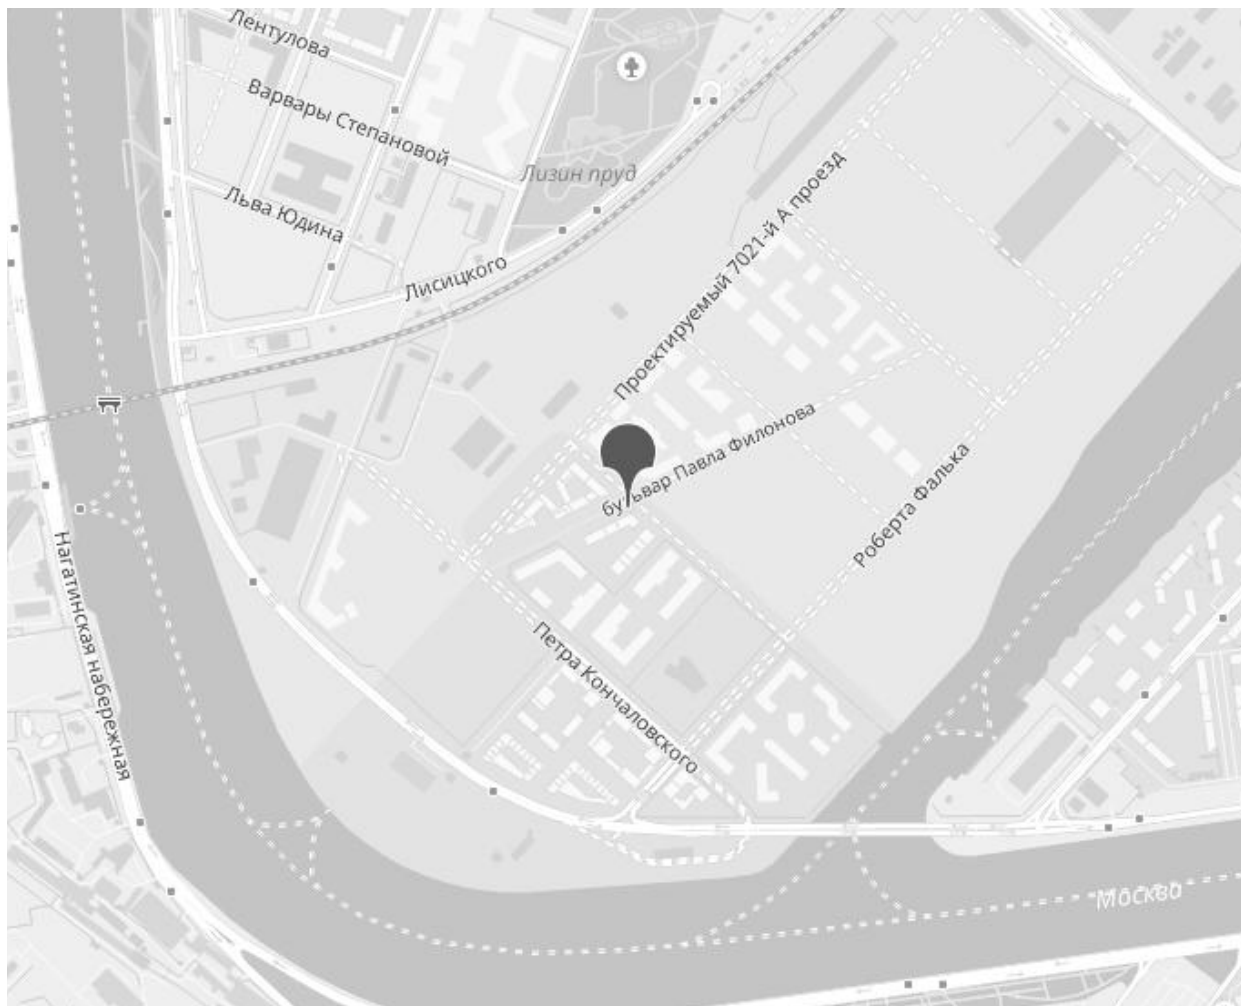 Лентулова
Варвары Степановой
Лизин пруд
Льва Юдина
Лисицкого
Проектируемый 7021-й А проезд
бульвар Павла Филонова
Роберта Фалька
Нагатинская набережная
Петра Кончаловского
Москва